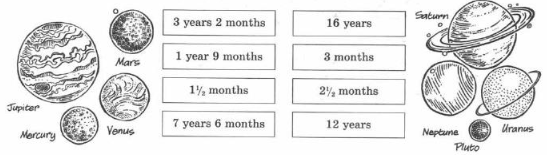 Saturn
3 years 2 months
16 years
Mars
1 year 9 months
3 months
1½ months
2½ months
Jupiter
Mercury
Venus
7 years 6 months
12 years
Neptune
Uranus
Pluto